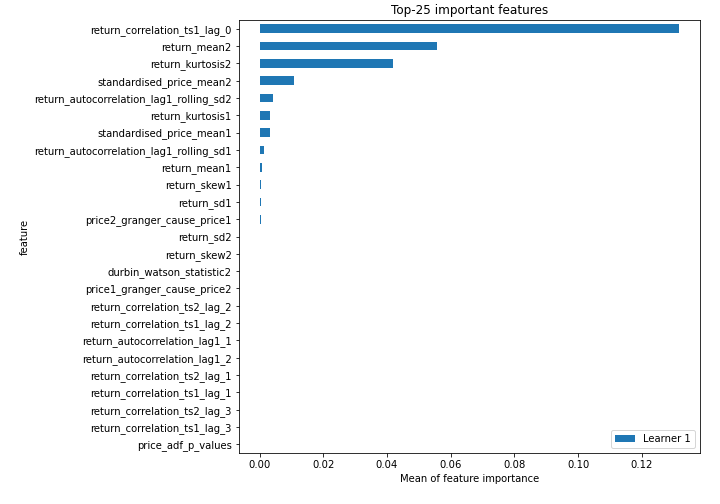 Top-25 important features
return_correlation_ts1_lag_0
return_mean2
return_kurtosis2
standardised_price_mean2
return_autocorrelation_lag1_rolling_sd2
return_kurtosis1
standardised_price_mean1
return_autocorrelation_lag1_rolling_sd1
return_mean1
return_skew1
return_sd1
price2_granger_cause_price1
return_sd2
return_skew2
durbin_watson_statistic2
price1_granger_cause_price2
return_correlation_ts2_lag_2
return_correlation_ts1_lag_2
return_autocorrelation_lag1_1
return_autocorrelation_lag1_2
return_correlation_ts2_lag_1
return_correlation_ts1_lag_1
return_correlation_ts2_lag_3
return_correlation_ts1_lag_3
price_adf_p_values
feature
Learner 1
0.00 0.02 0.04 0.06 0.08 0.10 0.12
Mean of feature importance